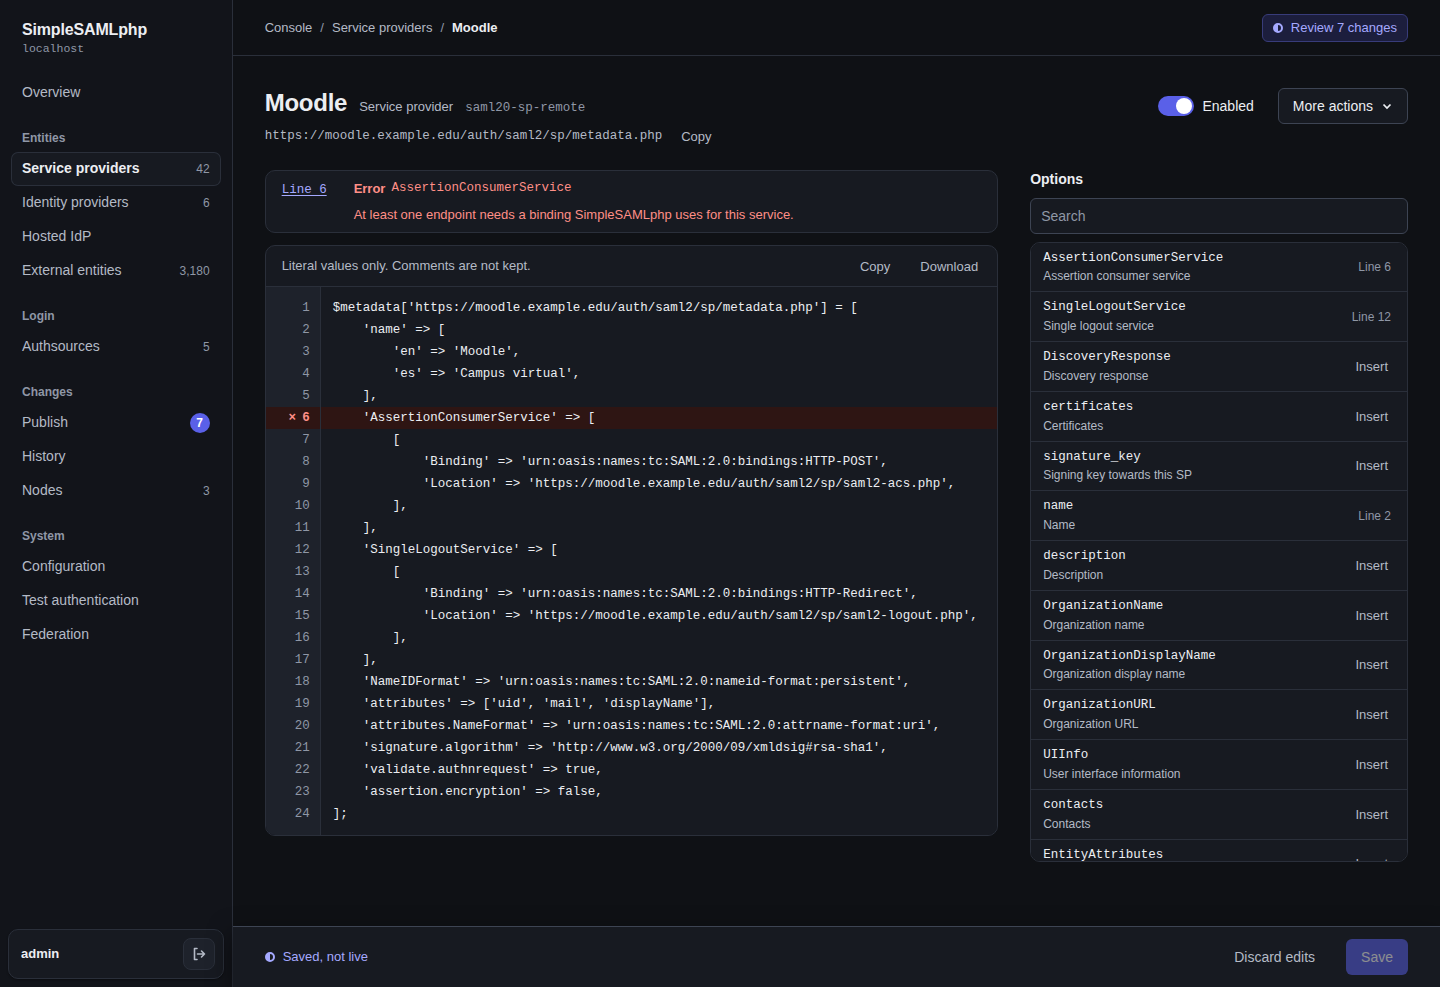 SimpleSAMLphp
localhost
Overview
Entities
Service providers 42
Identity providers 6
Hosted IdP
External entities 3,180
Login
Authsources 5
Changes
Publish 7
History
Nodes 3
System
Configuration
Test authentication
Federation
admin
Console / Service providers / Moodle
Review 7 changes
Moodle Service provider saml20-sp-remote
https://moodle.example.edu/auth/saml2/sp/metadata.php Copy
Enabled
More actions
Line 6 Error AssertionConsumerService
At least one endpoint needs a binding SimpleSAMLphp uses for this service.
Literal values only. Comments are not kept. Copy Download
1 $metadata['https://moodle.example.edu/auth/saml2/sp/metadata.php'] = [
2 'name' => [
3 'en' => 'Moodle',
4 'es' => 'Campus virtual',
5 ],
× 6 'AssertionConsumerService' => [
7 [
8 'Binding' => 'urn:oasis:names:tc:SAML:2.0:bindings:HTTP-POST',
9 'Location' => 'https://moodle.example.edu/auth/saml2/sp/saml2-acs.php',
10 ],
11 ],
12 'SingleLogoutService' => [
13 [
14 'Binding' => 'urn:oasis:names:tc:SAML:2.0:bindings:HTTP-Redirect',
15 'Location' => 'https://moodle.example.edu/auth/saml2/sp/saml2-logout.php',
16 ],
17 ],
18 'NameIDFormat' => 'urn:oasis:names:tc:SAML:2.0:nameid-format:persistent',
19 'attributes' => ['uid', 'mail', 'displayName'],
20 'attributes.NameFormat' => 'urn:oasis:names:tc:SAML:2.0:attrname-format:uri',
21 'signature.algorithm' => 'http://www.w3.org/2000/09/xmldsig#rsa-sha1',
22 'validate.authnrequest' => true,
23 'assertion.encryption' => false,
24 ];
Options
Search
AssertionConsumerService
Assertion consumer service
Line 6
SingleLogoutService
Single logout service
Line 12
DiscoveryResponse
Discovery response
Insert
certificates
Certificates
Insert
signature_key
Signing key towards this SP
Insert
name
Name
Line 2
description
Description
Insert
OrganizationName
Organization name
Insert
OrganizationDisplayName
Organization display name
Insert
OrganizationURL
Organization URL
Insert
UIInfo
User interface information
Insert
contacts
Contacts
Insert
EntityAttributes
Saved, not live
Discard edits
Save